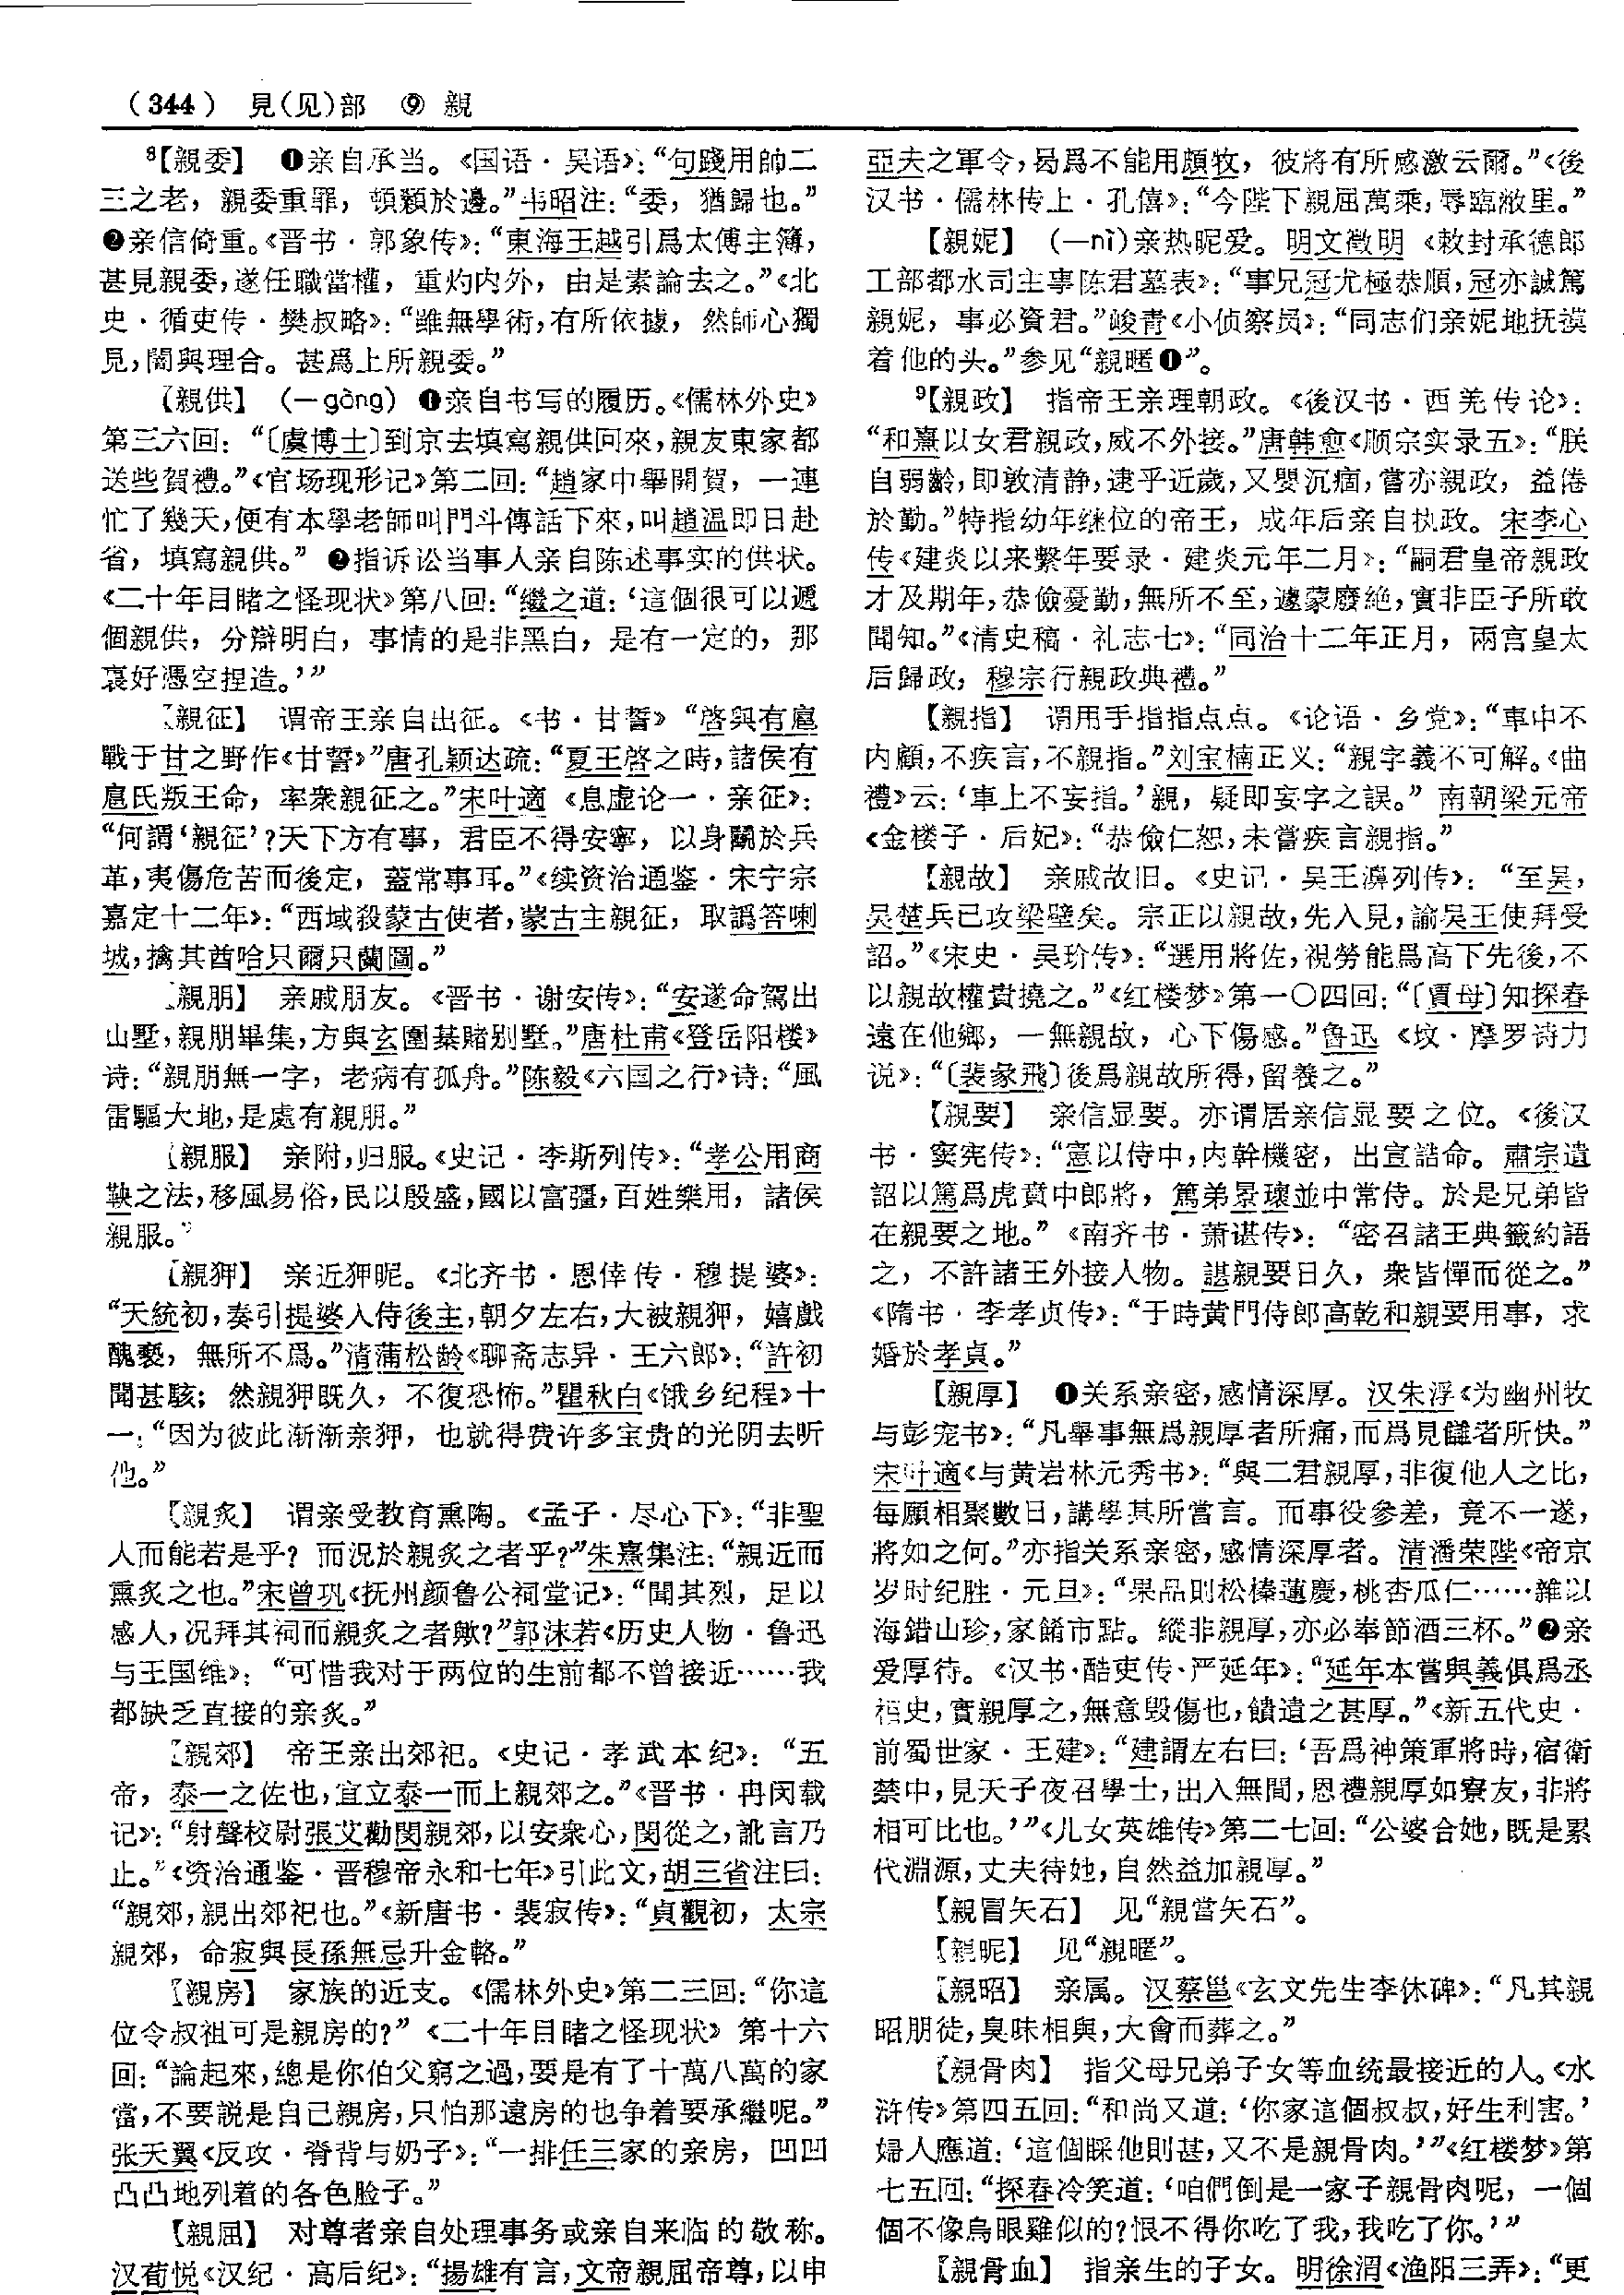 （344） 見（见）部 ⑨ 親
⁸【親委】 ❶亲自承当。《国语·吴语》：“句踐用帥二
三之老，親委重罪，頓顙於邊。”韦昭注：“委，猶歸也。”
❷亲信倚重。《晋书·郭象传》：“東海王越引爲太傅主簿，
甚見親委，遂任職當權，重灼内外，由是素論去之。”《北
史·循吏传·樊叔略》：“雖無學術，有所依據，然師心獨
見，闇與理合。甚爲上所親委。”
【親供】（—gòng）❶亲自书写的履历。《儒林外史》
第三六回：“〔虞博士〕到京去填寫親供回來，親友東家都
送些賀禮。”《官场现形记》第二回：“趙家中舉開賀，一連
忙了幾天，便有本學老師叫門斗傳話下來，叫趙温即日赴
省，填寫親供。” ❷指诉讼当事人亲自陈述事实的供状。
《二十年目睹之怪现状》第八回：“繼之道：‘這個很可以遞
個親供，分辯明白，事情的是非黑白，是有一定的，那
裏好憑空捏造。’”
【親征】 谓帝王亲自出征。《书·甘誓》“啓與有扈
戰于甘之野作《甘誓》”唐孔颖达疏：“夏王啓之時，諸侯有
扈氏叛王命，率衆親征之。”宋叶適《息虚论一·亲征》：
“何謂‘親征’？天下方有事，君臣不得安寧，以身鬭於兵
革，夷傷危苦而後定，蓋常事耳。”《续资治通鉴·宋宁宗
嘉定十二年》：“西域殺蒙古使者，蒙古主親征，取譌答喇
城，擒其酋哈只爾只蘭圖。”
【親朋】 亲戚朋友。《晋书·谢安传》：“安遂命駕出
山墅，親朋畢集，方與玄圍棊賭别墅。”唐杜甫《登岳阳楼》
诗：“親朋無一字，老病有孤舟。”陈毅《六国之行》诗：“風
雷驅大地，是處有親朋。”
【親服】 亲附，归服。《史记·李斯列传》：“孝公用商
鞅之法，移風易俗，民以殷盛，國以富彊，百姓樂用，諸侯
親服。”
【親狎】 亲近狎昵。《北齐书·恩倖传·穆提婆》：
“天統初，奏引提婆入侍後主，朝夕左右，大被親狎，嬉戲
醜褻，無所不爲。”清蒲松龄《聊斋志异·王六郎》：“許初
聞甚駭；然親狎既久，不復恐怖。”瞿秋白《饿乡纪程》十
一：“因为彼此渐渐亲狎，也就得费许多宝贵的光阴去听
他。”
【親炙】 谓亲受教育熏陶。《孟子·尽心下》：“非聖
人而能若是乎？而況於親炙之者乎？”朱熹集注：“親近而
熏炙之也。”宋曾巩《抚州颜鲁公祠堂记》：“聞其烈，足以
感人，況拜其祠而親炙之者歟？”郭沫若《历史人物·鲁迅
与王国维》：“可惜我对于两位的生前都不曾接近……我
都缺乏直接的亲炙。”
【親郊】 帝王亲出郊祀。《史记·孝武本纪》：“五
帝，泰一之佐也，宜立泰一而上親郊之。”《晋书·冉闵载
记》：“射聲校尉張艾勸閔親郊，以安衆心，閔從之，訛言乃
止。”《资治通鉴·晋穆帝永和七年》引此文，胡三省注曰：
“親郊，親出郊祀也。”《新唐书·裴寂传》：“貞觀初，太宗
親郊，命寂與長孫無忌升金輅。”
【親房】 家族的近支。《儒林外史》第二三回：“你這
位令叔祖可是親房的？”《二十年目睹之怪现状》第十六
回：“論起來，總是你伯父窮之過，要是有了十萬八萬的家
當，不要説是自己親房，只怕那遠房的也争着要承繼呢。”
张天翼《反攻·脊背与奶子》：“一排任三家的亲房，凹凹
凸凸地列着的各色脸子。”
【親屈】 对尊者亲自处理事务或亲自来临的敬称。
汉荀悦《汉纪·高后纪》：“揚雄有言，文帝親屈帝尊，以申
亞夫之軍令，曷爲不能用頗牧，彼將有所感激云爾。”《後
汉书·儒林传上·孔僖》：“今陛下親屈萬乘，辱臨敝里。”
【親妮】（—nǐ）亲热昵爱。明文徵明《敕封承德郎
工部都水司主事陈君墓表》：“事兄冠尤極恭順，冠亦誠篤
親妮，事必資君。”峻青《小侦察员》：“同志们亲妮地抚摸
着他的头。”参见“親暱❶”。
⁹【親政】 指帝王亲理朝政。《後汉书·西羌传论》：
“和熹以女君親政，威不外接。”唐韩愈《顺宗实录五》：“朕
自弱齡，即敦清静，逮乎近歲，又嬰沉痼，嘗亦親政，益倦
於勤。”特指幼年继位的帝王，成年后亲自执政。宋李心
传《建炎以来繫年要录·建炎元年二月》：“嗣君皇帝親政
才及期年，恭儉憂勤，無所不至，遽蒙廢絶，實非臣子所敢
聞知。”《清史稿·礼志七》：“同治十二年正月，兩宫皇太
后歸政，穆宗行親政典禮。”
【親指】 谓用手指指点点。《论语·乡党》：“車中不
内顧，不疾言，不親指。”刘宝楠正义：“親字義不可解。《曲
禮》云：‘車上不妄指。’親，疑即妄字之誤。”南朝梁元帝
《金楼子·后妃》：“恭儉仁恕，未嘗疾言親指。”
【親故】 亲戚故旧。《史记·吴王濞列传》：“至吴，
吴楚兵已攻梁壁矣。宗正以親故，先入見，諭吴王使拜受
詔。”《宋史·吴玠传》：“選用將佐，視勞能爲高下先後，不
以親故權貴撓之。”《红楼梦》第一〇四回：“〔賈母〕知探春
遠在他鄉，一無親故，心下傷感。”鲁迅《坟·摩罗诗力
说》：“〔裴彖飛〕後爲親故所得，留養之。”
【親要】 亲信显要。亦谓居亲信显要之位。《後汉
书·窦宪传》：“憲以侍中，内幹機密，出宣誥命。肅宗遺
詔以篤爲虎賁中郎將，篤弟景瓌並中常侍。於是兄弟皆
在親要之地。”《南齐书·萧谌传》：“密召諸王典籤約語
之，不許諸王外接人物。諶親要日久，衆皆憚而從之。”
《隋书·李孝贞传》：“于時黄門侍郎高乾和親要用事，求
婚於孝貞。”
【親厚】 ❶关系亲密，感情深厚。汉朱浮《为幽州牧
与彭宠书》：“凡舉事無爲親厚者所痛，而爲見讎者所快。”
宋叶適《与黄岩林元秀书》：“與二君親厚，非復他人之比，
每願相聚數日，講學其所當言。而事役參差，竟不一遂，
將如之何。”亦指关系亲密，感情深厚者。清潘荣陛《帝京
岁时纪胜·元旦》：“果品則松榛蓮慶，桃杏瓜仁……雜以
海錯山珍，家餚市點。縱非親厚，亦必奉節酒三杯。”❷亲
爱厚待。《汉书·酷吏传·严延年》：“延年本嘗與義俱爲丞
相史，實親厚之，無意毁傷也，饋遺之甚厚。”《新五代史·
前蜀世家·王建》：“建謂左右曰：‘吾爲神策軍將時，宿衛
禁中，見天子夜召學士，出入無間，恩禮親厚如寮友，非將
相可比也。’”《儿女英雄传》第二七回：“公婆合她，既是累
代淵源，丈夫待她，自然益加親厚。”
【親冒矢石】 见“親當矢石”。
【親昵】 见“親暱”。
【親昭】 亲属。汉蔡邕《玄文先生李休碑》：“凡其親
昭朋徒，臭味相與，大會而葬之。”
【親骨肉】 指父母兄弟子女等血统最接近的人。《水
浒传》第四五回：“和尚又道：‘你家這個叔叔，好生利害。’
婦人應道：‘這個睬他則甚，又不是親骨肉。’”《红楼梦》第
七五回：“探春冷笑道：‘咱們倒是一家子親骨肉呢，一個
個不像烏眼雞似的？恨不得你吃了我，我吃了你。’”
【親骨血】 指亲生的子女。明徐渭《渔阳三弄》：“更